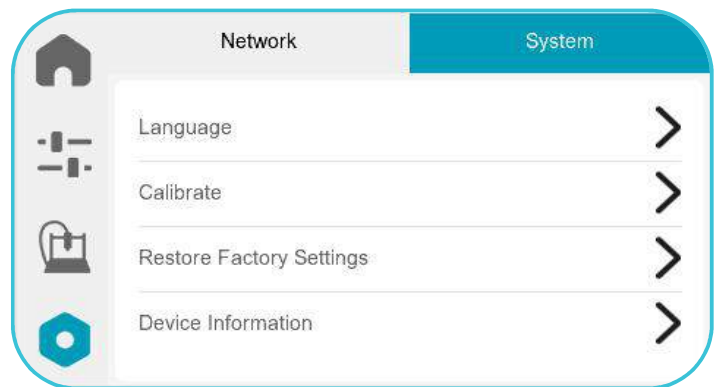 Network
System
Language
Calibrate
Restore Factory Settings
Device Information